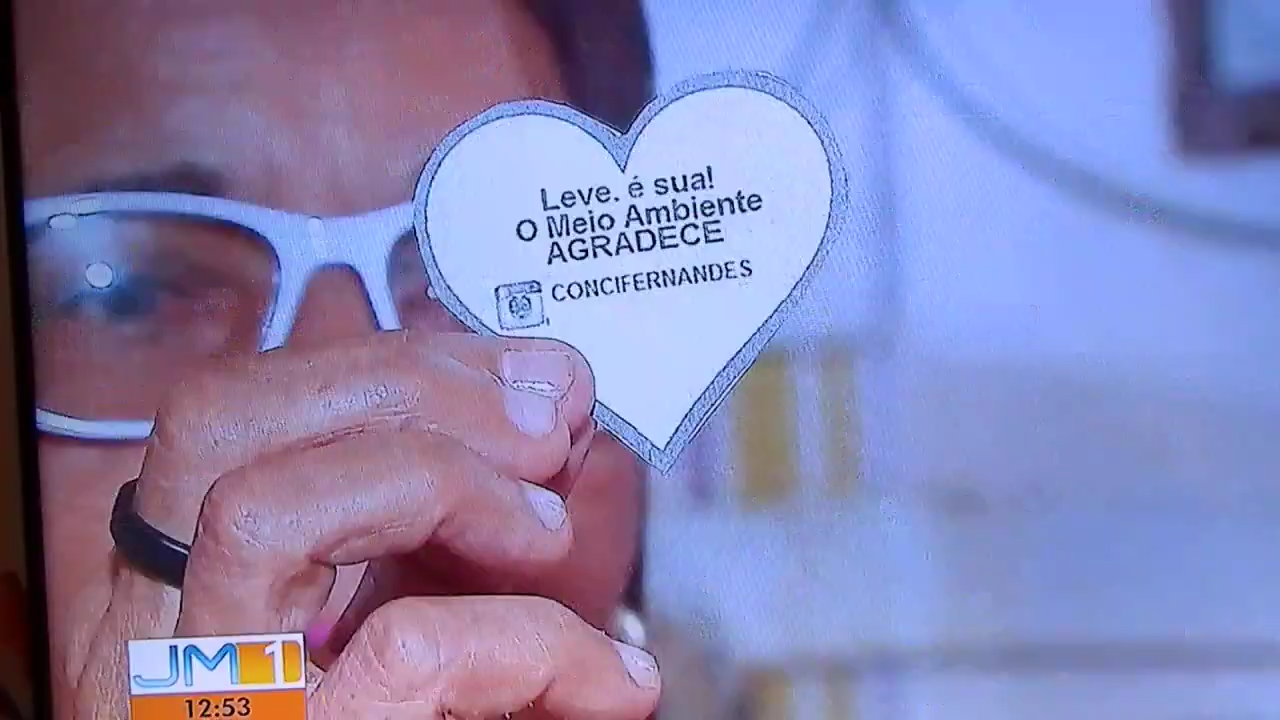 Leve. é sua!
O Meio Ambiente
AGRADECE
CONCIFERNANDES
JM1
12:53